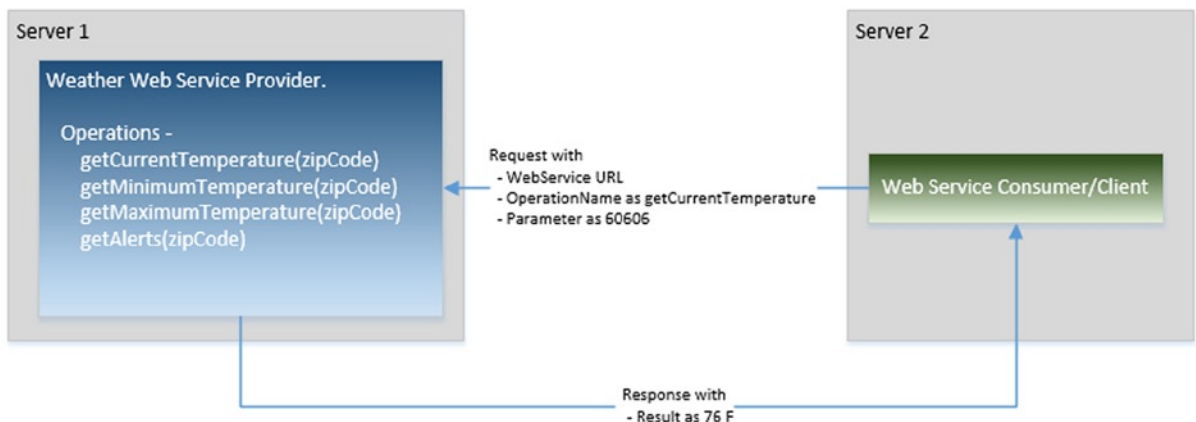 Server 1
Weather Web Service Provider.
Operations -
getCurrentTemperature(zipCode)
getMinimumTemperature(zipCode)
getMaximumTemperature(zipCode)
getAlerts(zipCode)
Request with
- WebService URL
- OperationName as getCurrentTemperature
- Parameter as 60606
Server 2
Web Service Consumer/Client
Response with
- Result as 76 F